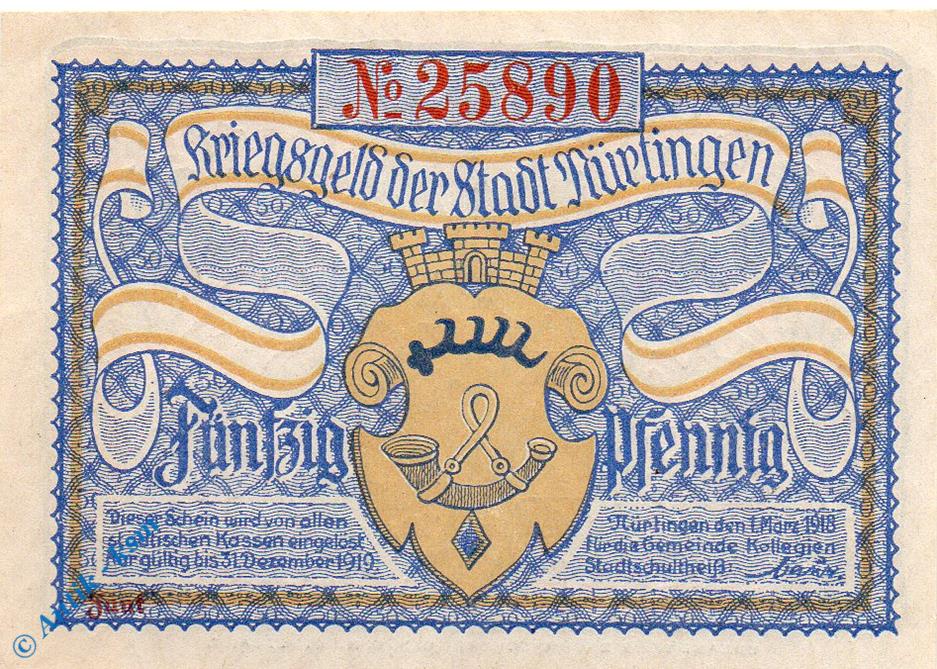 No 25890
Kriegsgeld der Stadt Nürtingen
Fünfzig Pfennig
Dieser Schein wird von allen
städtischen Kassen eingelöst.
gültig bis 31. Dezember 1919.
Nürtingen den 1. März 1918
für die Gemeinde Kollegien
Stadtschultheiß:
©